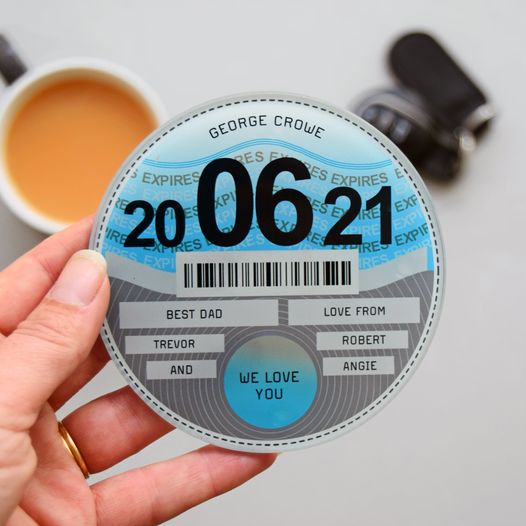 GEORGE CROWE
EXPIRES EXPIRES EXPIRES EXPIRES
20 06 21
BEST DAD LOVE FROM
TREVOR ROBERT
AND ANGIE
WE LOVE
YOU